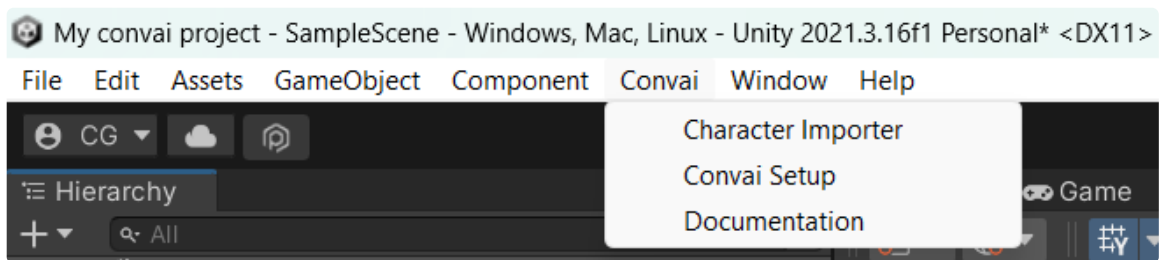 My convai project - SampleScene - Windows, Mac, Linux - Unity 2021.3.16f1 Personal* <DX11>
File Edit Assets GameObject Component Convai Window Help
CG
Character Importer
Convai Setup
Documentation
Hierarchy
Game
All
Y